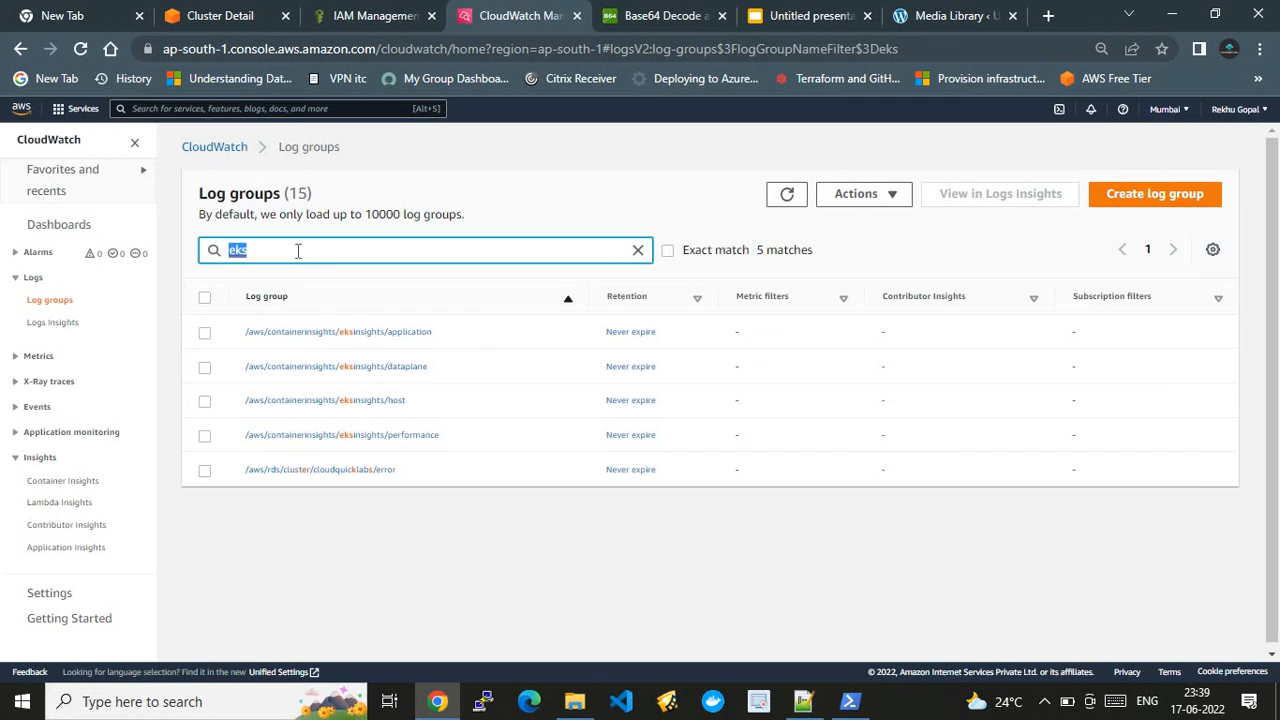 New Tab
Cluster Detail
IAM Managemen
CloudWatch Man
B64
Base64 Decode a
Untitled presenta
Media Library ‹ U
ap-south-1.console.aws.amazon.com/cloudwatch/home?region=ap-south-1#logsV2:log-groups$3FlogGroupNameFilter$3Deks
New Tab
History
Understanding Dat...
VPN itc
My Group Dashboa...
Citrix Receiver
Deploying to Azure...
Terraform and GitH...
Provision infrastruct...
AWS Free Tier
aws
Services
Search for services, features, blogs, docs, and more
[Alt+S]
Mumbai
Rekhu Gopal
CloudWatch
Favorites and
recents
Dashboards
Alarms
0
0
0
Logs
Log groups
Logs Insights
Metrics
X-Ray traces
Events
Application monitoring
Insights
Container Insights
Lambda Insights
Contributor Insights
Application Insights
Settings
Getting Started
CloudWatch
Log groups
Log groups (15)
By default, we only load up to 10000 log groups.
Actions
View in Logs Insights
Create log group
eks
Exact match
5 matches
1
Log group
Retention
Metric filters
Contributor Insights
Subscription filters
/aws/containerinsights/eksinsights/application
Never expire
-
-
-
/aws/containerinsights/eksinsights/dataplane
Never expire
-
-
-
/aws/containerinsights/eksinsights/host
Never expire
-
-
-
/aws/containerinsights/eksinsights/performance
Never expire
-
-
-
/aws/rds/cluster/cloudquicklabs/error
Never expire
-
-
-
Feedback
Looking for language selection? Find it in the new Unified Settings
© 2022, Amazon Internet Services Private Ltd. or its affiliates.
Privacy
Terms
Cookie preferences
Type here to search
24°C
ENG
23:39
17-06-2022